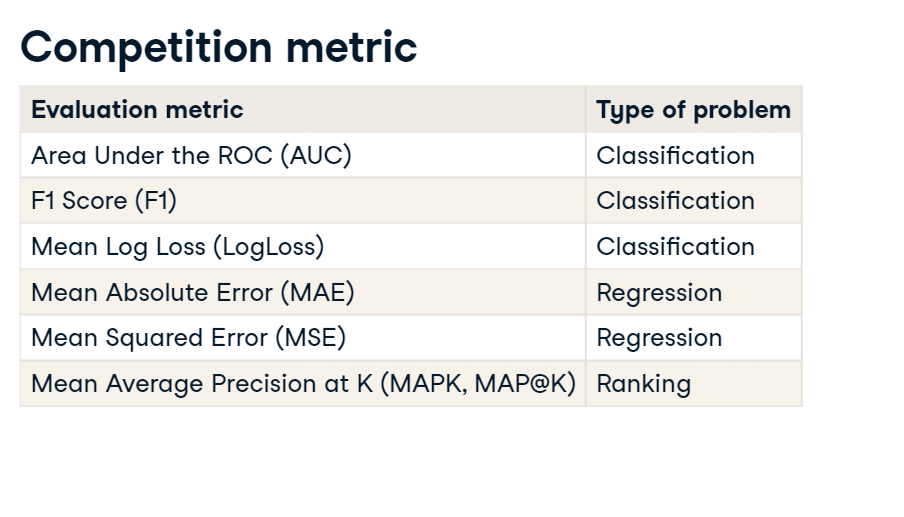 Competition metric
Evaluation metric Type of problem
Area Under the ROC (AUC) Classification
F1 Score (F1) Classification
Mean Log Loss (LogLoss) Classification
Mean Absolute Error (MAE) Regression
Mean Squared Error (MSE) Regression
Mean Average Precision at K (MAPK, MAP@K) Ranking